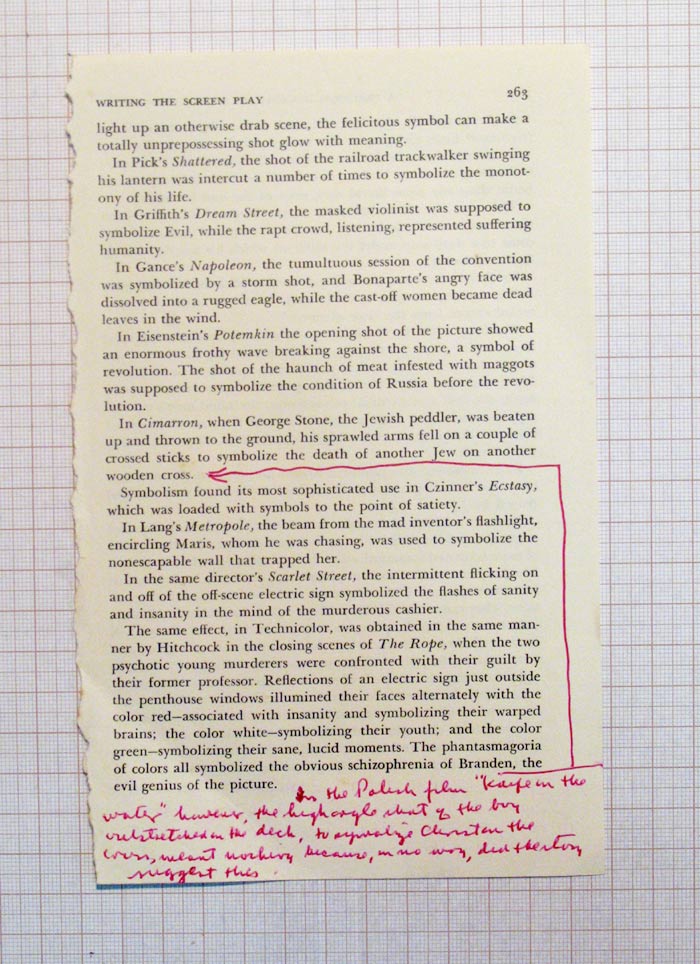 WRITING THE SCREEN PLAY 263
light up an otherwise drab scene, the felicitous symbol can make a
totally unprepossessing shot glow with meaning.
In Pick's Shattered, the shot of the railroad trackwalker swinging
his lantern was intercut a number of times to symbolize the monot-
ony of his life.
In Griffith's Dream Street, the masked violinist was supposed to
symbolize Evil, while the rapt crowd, listening, represented suffering
humanity.
In Gance's Napoleon, the tumultuous session of the convention
was symbolized by a storm shot, and Bonaparte's angry face was
dissolved into a rugged eagle, while the cast-off women became dead
leaves in the wind.
In Eisenstein's Potemkin the opening shot of the picture showed
an enormous frothy wave breaking against the shore, a symbol of
revolution. The shot of the haunch of meat infested with maggots
was supposed to symbolize the condition of Russia before the revo-
lution.
In Cimarron, when George Stone, the Jewish peddler, was beaten
up and thrown to the ground, his sprawled arms fell on a couple of
crossed sticks to symbolize the death of another Jew on another
wooden cross.
Symbolism found its most sophisticated use in Czinner's Ecstasy,
which was loaded with symbols to the point of satiety.
In Lang's Metropole, the beam from the mad inventor's flashlight,
encircling Maris, whom he was chasing, was used to symbolize the
nonescapable wall that trapped her.
In the same director's Scarlet Street, the intermittent flicking on
and off of the off-scene electric sign symbolized the flashes of sanity
and insanity in the mind of the murderous cashier.
The same effect, in Technicolor, was obtained in the same man-
ner by Hitchcock in the closing scenes of The Rope, when the two
psychotic young murderers were confronted with their guilt by
their former professor. Reflections of an electric sign just outside
the penthouse windows illumined their faces alternately with the
color red—associated with insanity and symbolizing their warped
brains; the color white—symbolizing their youth; and the color
green—symbolizing their sane, lucid moments. The phantasmagoria
of colors all symbolized the obvious schizophrenia of Branden, the
evil genius of the picture.
In the Polish film "Knife in the
water" however, the high angle shot of the boy
outstretched on the deck, to symbolize Christ on the
cross, meant nothing because, in no way, did the story
suggest this.